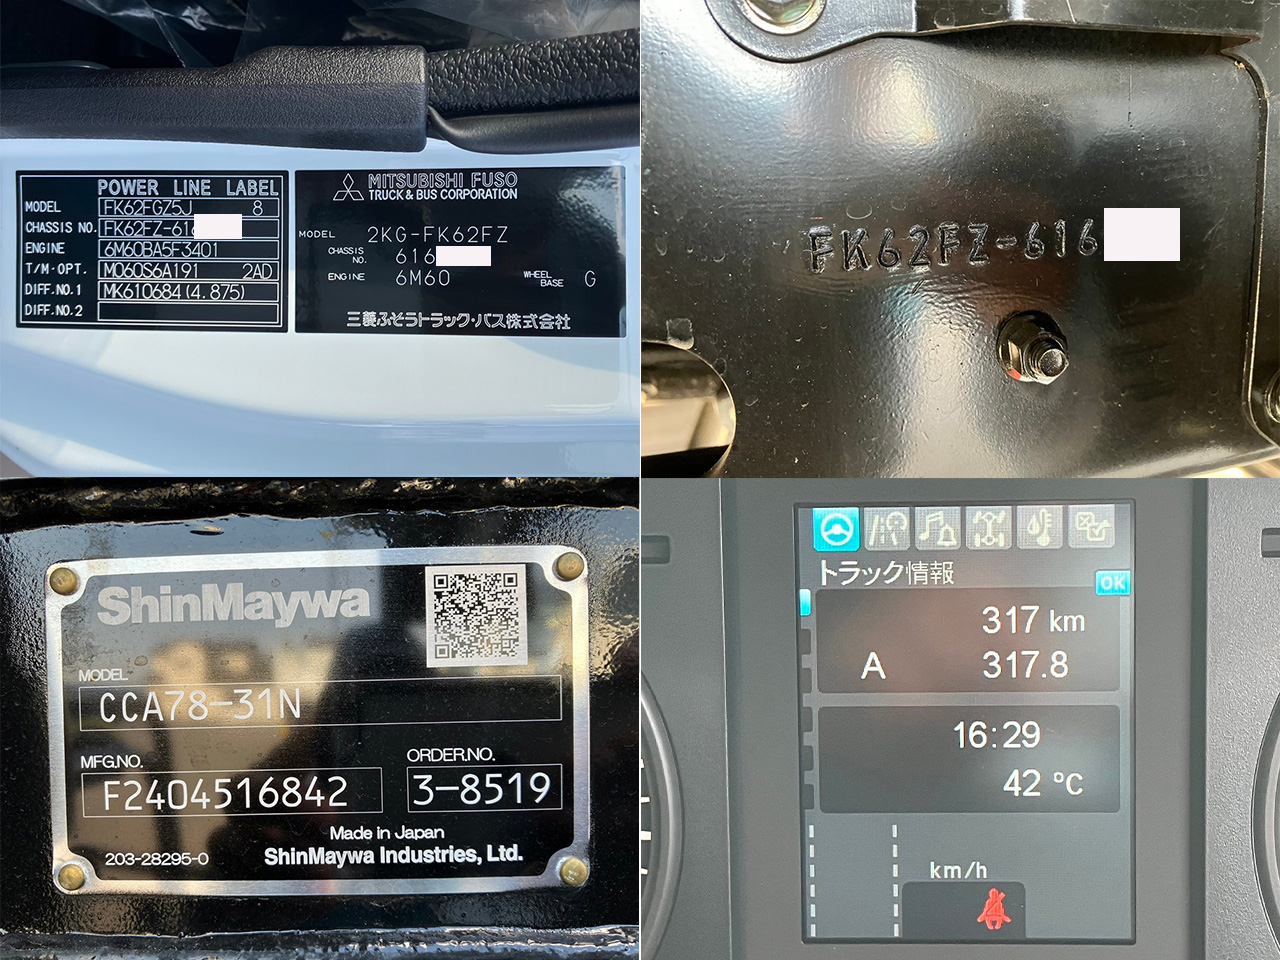 POWER LINE LABEL
MODEL FK62FGZ5J 8
CHASSIS NO. FK62FZ-616
ENGINE 6M60BA5F3401
T/M·OPT. M060S6A191 2AD
DIFF.NO.1 MK610684(4.875)
DIFF.NO.2
MITSUBISHI FUSO
TRUCK & BUS CORPORATION
MODEL 2KG-FK62FZ
CHASSIS NO. 616
ENGINE 6M60 WHEEL BASE G
三菱ふそうトラック・バス株式会社
FK62FZ-616
ShinMaywa
MODEL
CCA78-31N
MFG.NO. ORDER.NO.
F2404516842 3-8519
Made in Japan
203-28295-0 ShinMaywa Industries, Ltd.
トラック情報
OK
317 km
A 317.8
16:29
42 °C
km/h